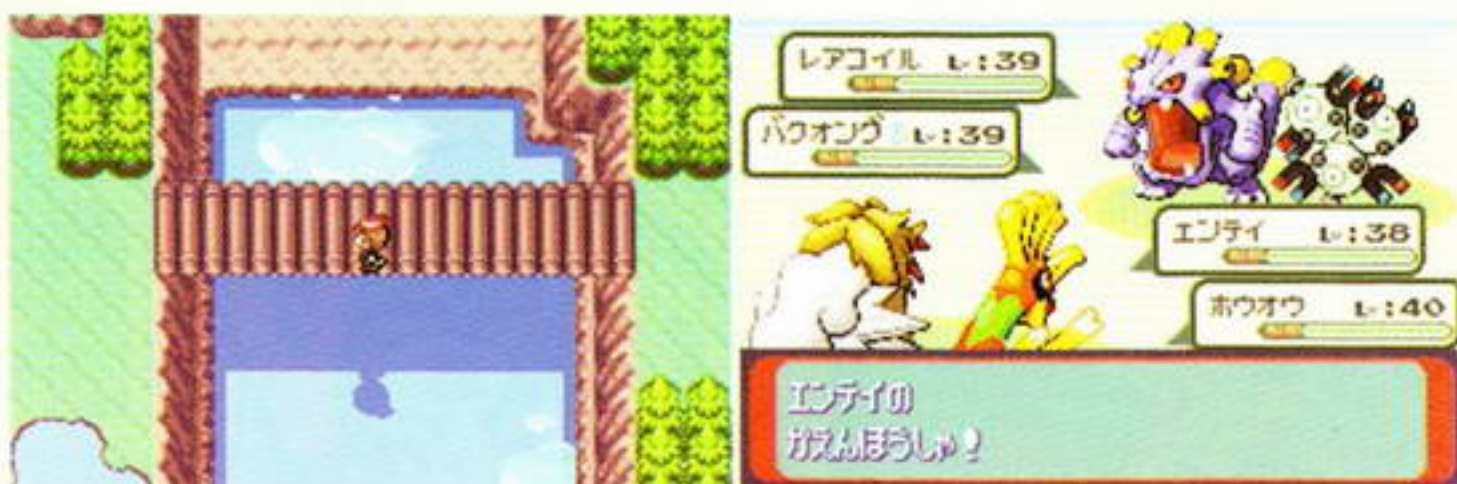 レアコイル Lv:39
バクオング Lv:39
エンテイ Lv:38
ホウオウ Lv:40
エンテイの
かえんほうしゃ!